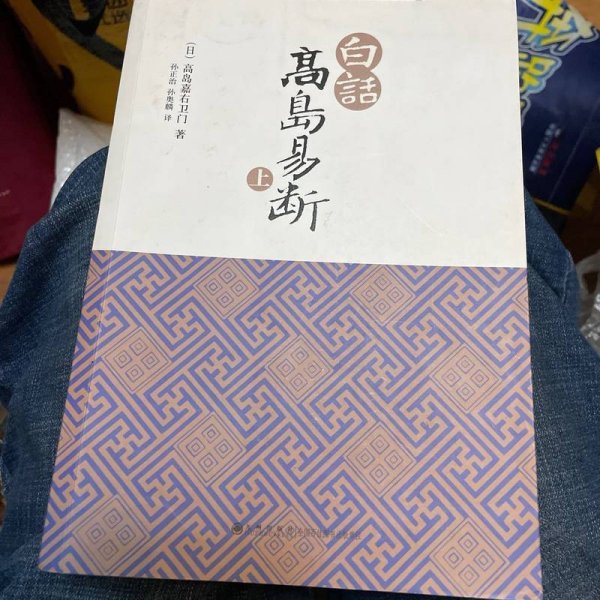 白話
高島易断
上
(日)高岛嘉右卫门 著
孙正治 孙奥麟 译